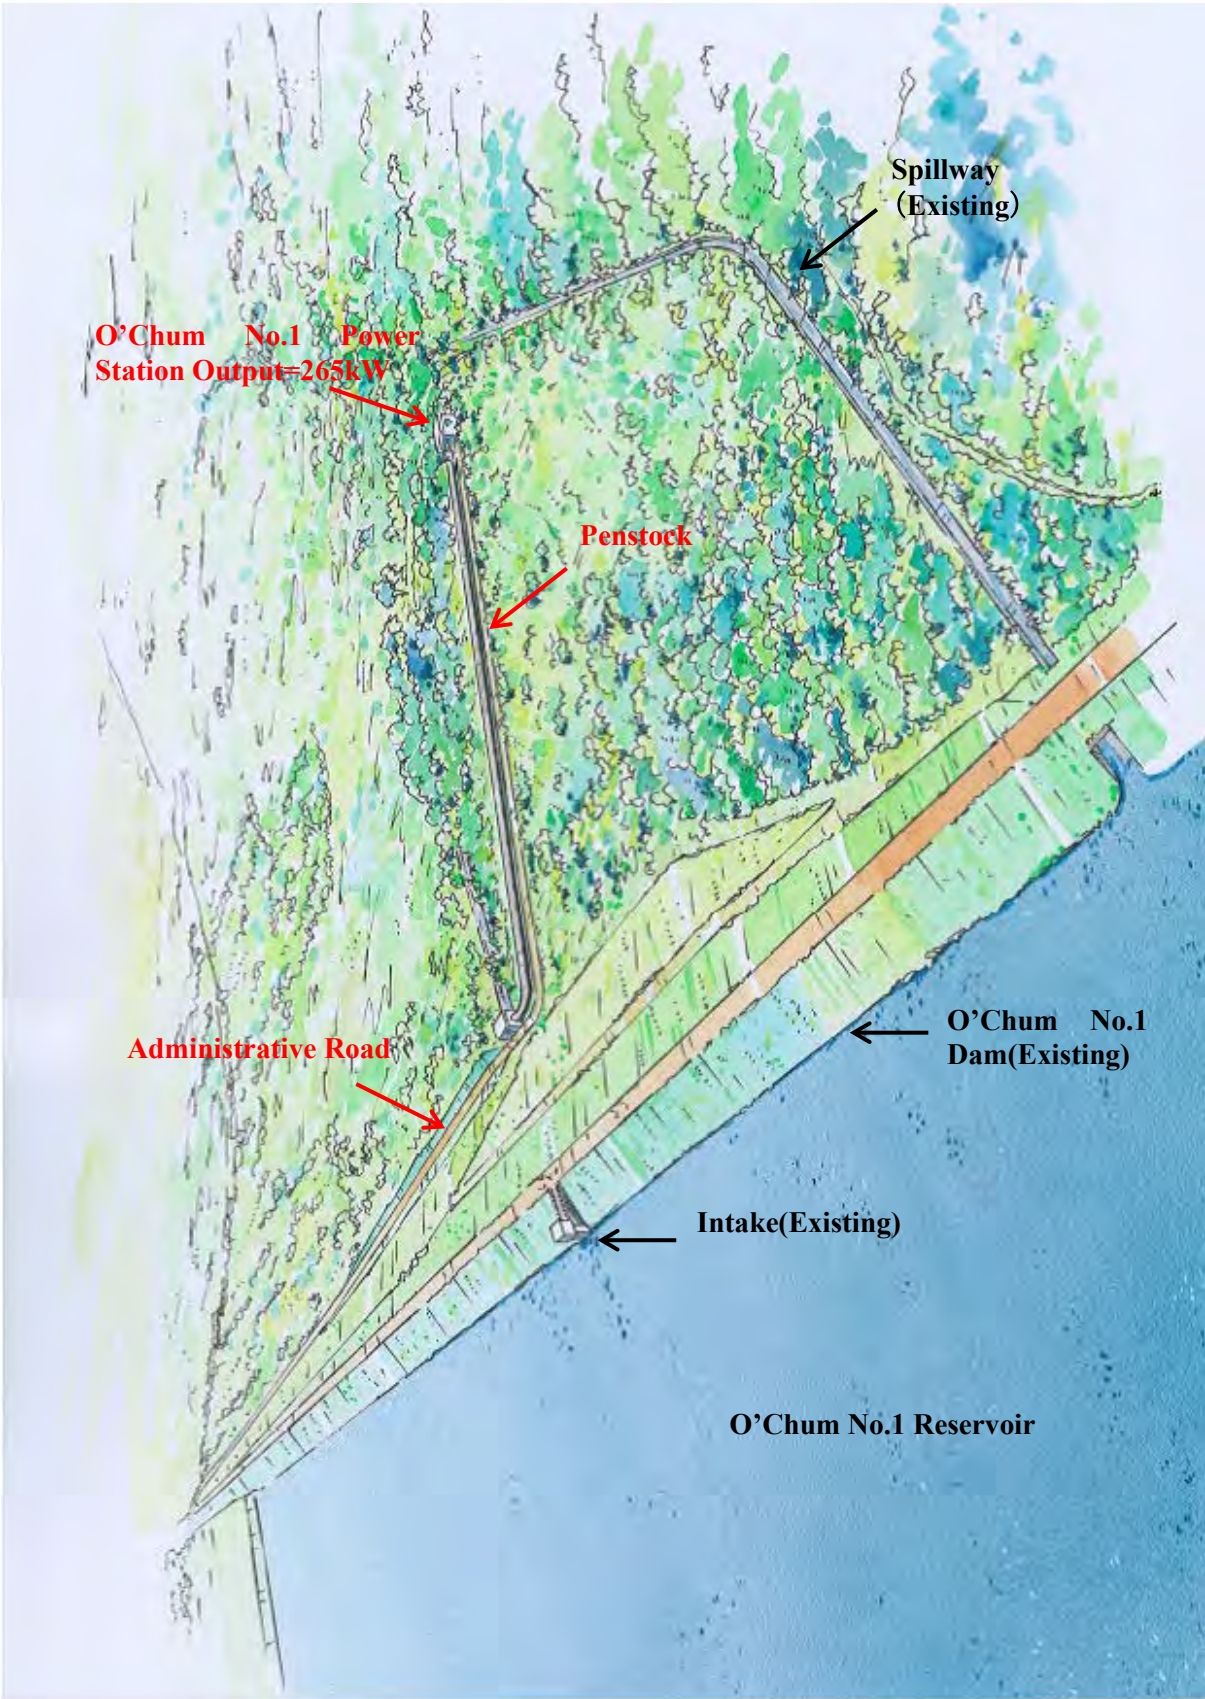 Spillway
（Existing）
O’Chum No.1 Power
Station Output=265kW
Penstock
O’Chum No.1
Dam(Existing)
Administrative Road
Intake(Existing)
O’Chum No.1 Reservoir